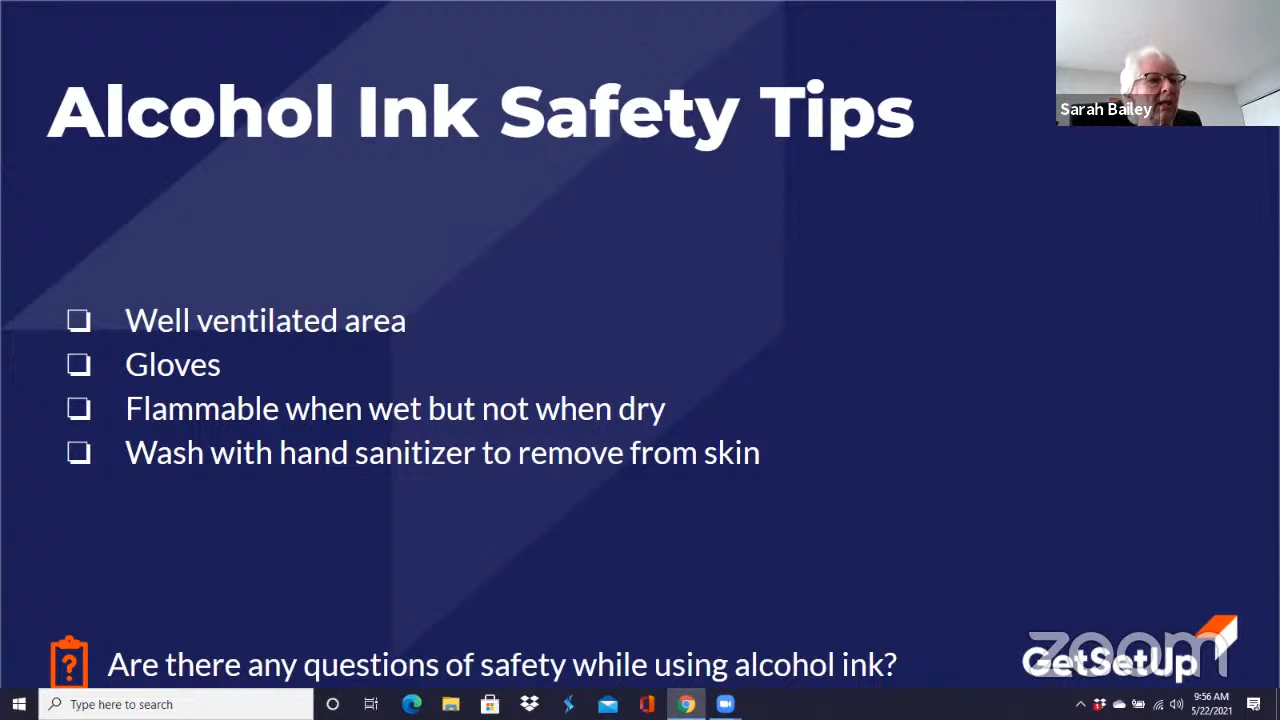 Alcohol Ink Safety Tips
Sarah Bailey
Well ventilated area
Gloves
Flammable when wet but not when dry
Wash with hand sanitizer to remove from skin
?
Are there any questions of safety while using alcohol ink?
zoom
GetSetUp
Type here to search
9:56 AM
5/22/2021